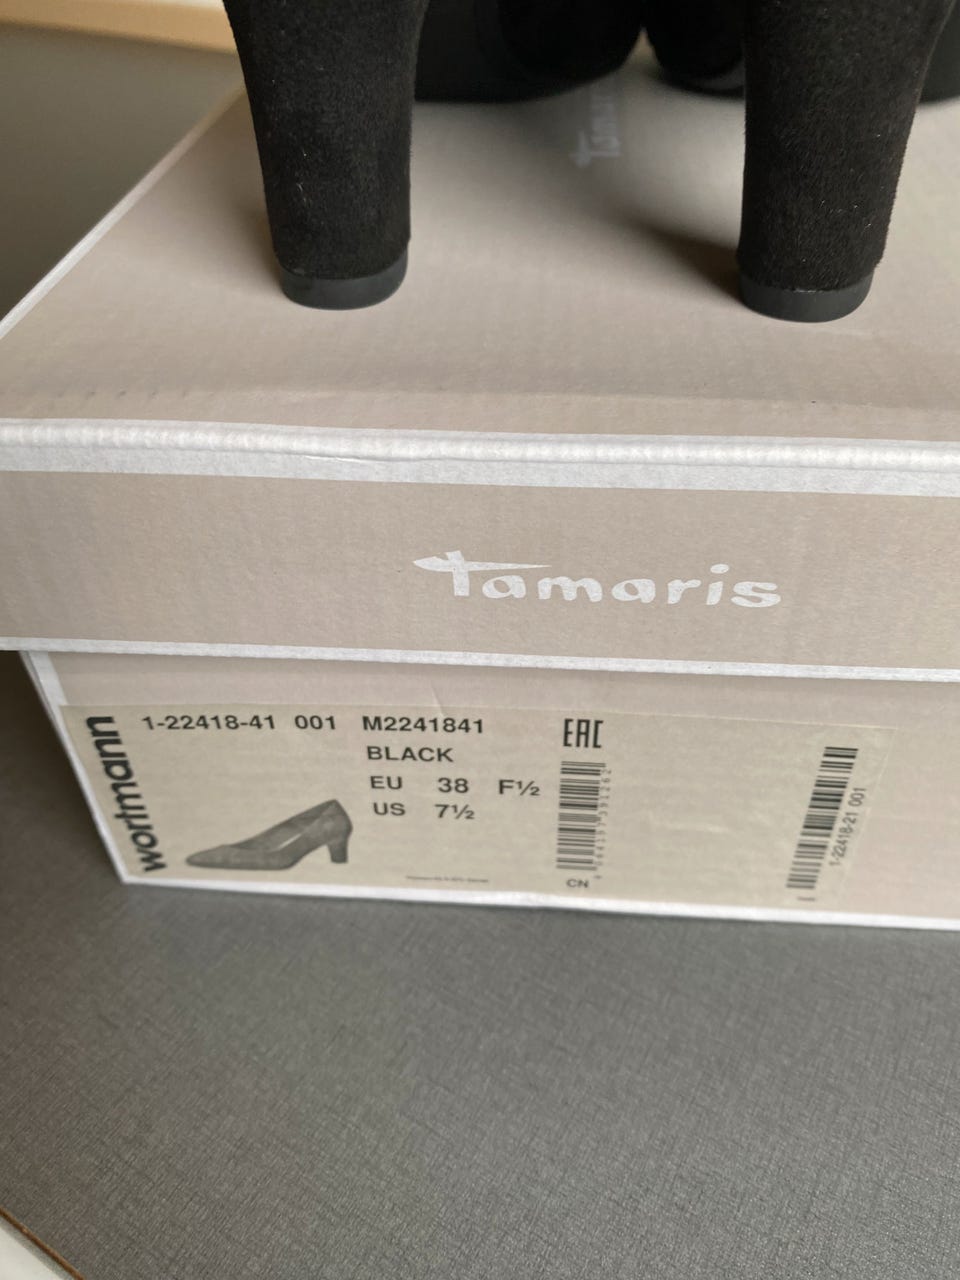 Tamaris
Tamaris
wortmann
1-22418-41 001 M2241841
BLACK
EU 38 F½
US 7½
EAC
CN
1-22418-21 001